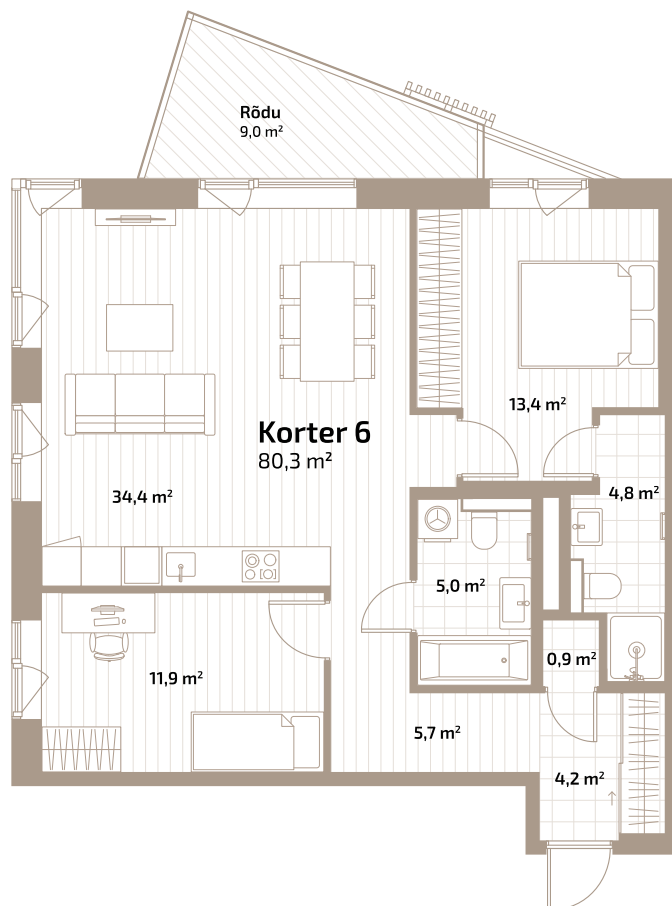 Rõdu
9,0 m²
13,4 m²
Korter 6
80,3 m²
34,4 m²
4,8 m²
5,0 m²
11,9 m²
0,9 m²
5,7 m²
4,2 m²